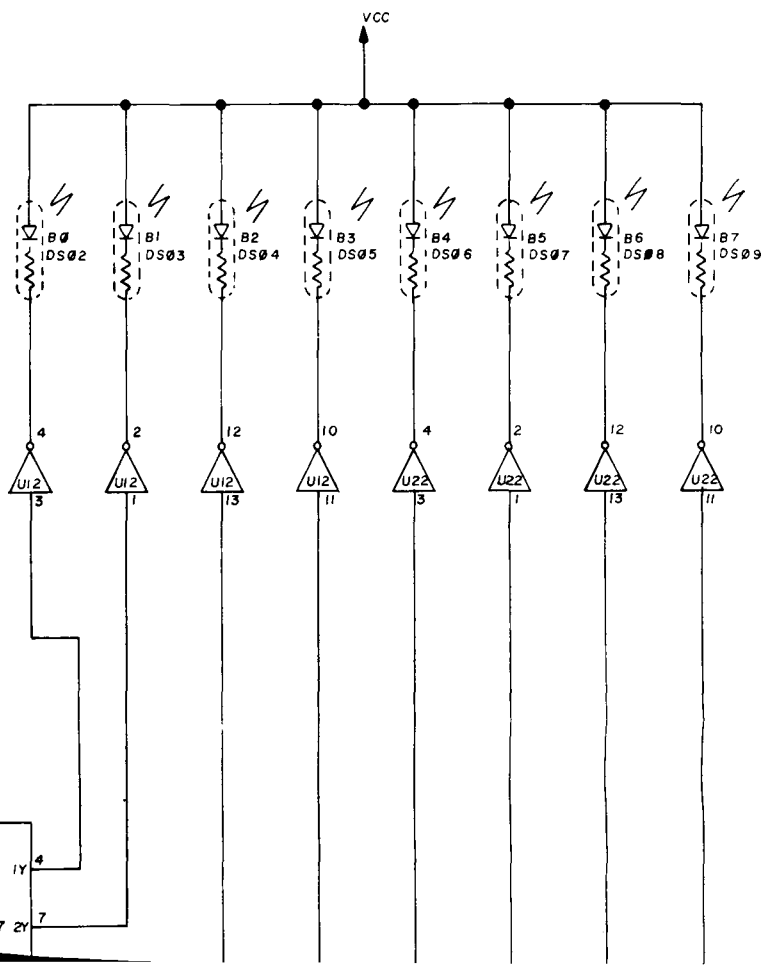 VCC
B0 B1 B2 B3 B4 B5 B6 B7
DS02 DS03 DS04 DS05 DS06 DS07 DS08 DS09
4 2 12 10 4 2 12 10
U12 U12 U12 U12 U22 U22 U22 U22
3 1 13 11 3 1 13 11
1Y 4
7 2Y 7